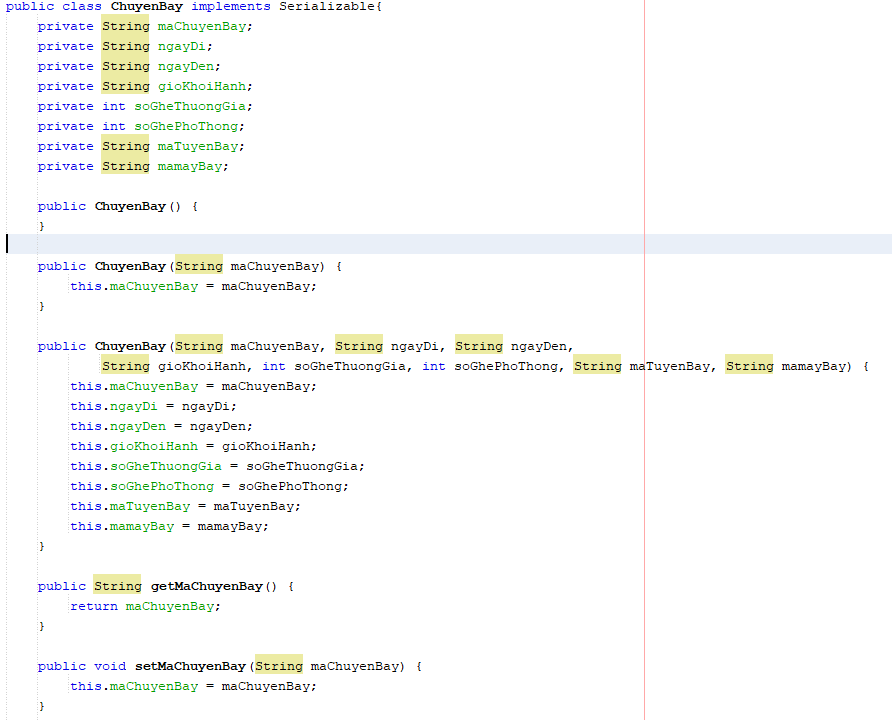 public class ChuyenBay implements Serializable{
    private String maChuyenBay;
    private String ngayDi;
    private String ngayDen;
    private String gioKhoiHanh;
    private int soGheThuongGia;
    private int soGhePhoThong;
    private String maTuyenBay;
    private String mamayBay;

    public ChuyenBay() {
    }

    public ChuyenBay(String maChuyenBay) {
        this.maChuyenBay = maChuyenBay;
    }

    public ChuyenBay(String maChuyenBay, String ngayDi, String ngayDen,
            String gioKhoiHanh, int soGheThuongGia, int soGhePhoThong, String maTuyenBay, String mamayBay) {
        this.maChuyenBay = maChuyenBay;
        this.ngayDi = ngayDi;
        this.ngayDen = ngayDen;
        this.gioKhoiHanh = gioKhoiHanh;
        this.soGheThuongGia = soGheThuongGia;
        this.soGhePhoThong = soGhePhoThong;
        this.maTuyenBay = maTuyenBay;
        this.mamayBay = mamayBay;
    }

    public String getMaChuyenBay() {
        return maChuyenBay;
    }

    public void setMaChuyenBay(String maChuyenBay) {
        this.maChuyenBay = maChuyenBay;
    }